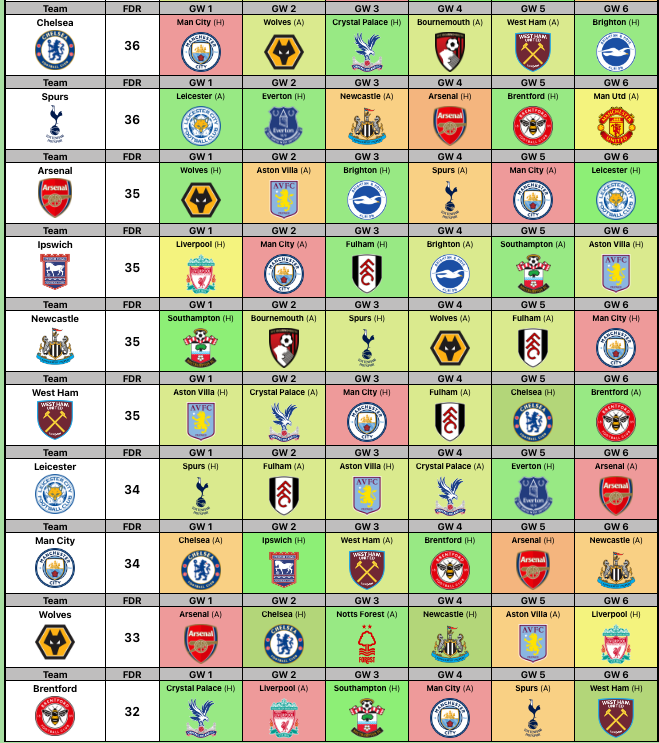 Team FDR GW 1 GW 2 GW 3 GW 4 GW 5 GW 6
Chelsea 36 Man City (H) Wolves (A) Crystal Palace (H) Bournemouth (A) West Ham (A) Brighton (H)
Team FDR GW 1 GW 2 GW 3 GW 4 GW 5 GW 6
Spurs 36 Leicester (A) Everton (H) Newcastle (A) Arsenal (H) Brentford (H) Man Utd (A)
Team FDR GW 1 GW 2 GW 3 GW 4 GW 5 GW 6
Arsenal 35 Wolves (H) Aston Villa (A) Brighton (H) Spurs (A) Man City (A) Leicester (H)
Team FDR GW 1 GW 2 GW 3 GW 4 GW 5 GW 6
Ipswich 35 Liverpool (H) Man City (A) Fulham (H) Brighton (A) Southampton (A) Aston Villa (H)
Team FDR GW 1 GW 2 GW 3 GW 4 GW 5 GW 6
Newcastle 35 Southampton (H) Bournemouth (A) Spurs (H) Wolves (A) Fulham (A) Man City (H)
Team FDR GW 1 GW 2 GW 3 GW 4 GW 5 GW 6
West Ham 35 Aston Villa (H) Crystal Palace (A) Man City (H) Fulham (A) Chelsea (H) Brentford (A)
Team FDR GW 1 GW 2 GW 3 GW 4 GW 5 GW 6
Leicester 34 Spurs (H) Fulham (A) Aston Villa (H) Crystal Palace (A) Everton (H) Arsenal (A)
Team FDR GW 1 GW 2 GW 3 GW 4 GW 5 GW 6
Man City 34 Chelsea (A) Ipswich (H) West Ham (A) Brentford (H) Arsenal (H) Newcastle (A)
Team FDR GW 1 GW 2 GW 3 GW 4 GW 5 GW 6
Wolves 33 Arsenal (A) Chelsea (H) Notts Forest (A) Newcastle (H) Aston Villa (A) Liverpool (H)
Team FDR GW 1 GW 2 GW 3 GW 4 GW 5 GW 6
Brentford 32 Crystal Palace (H) Liverpool (A) Southampton (H) Man City (A) Spurs (A) West Ham (H)